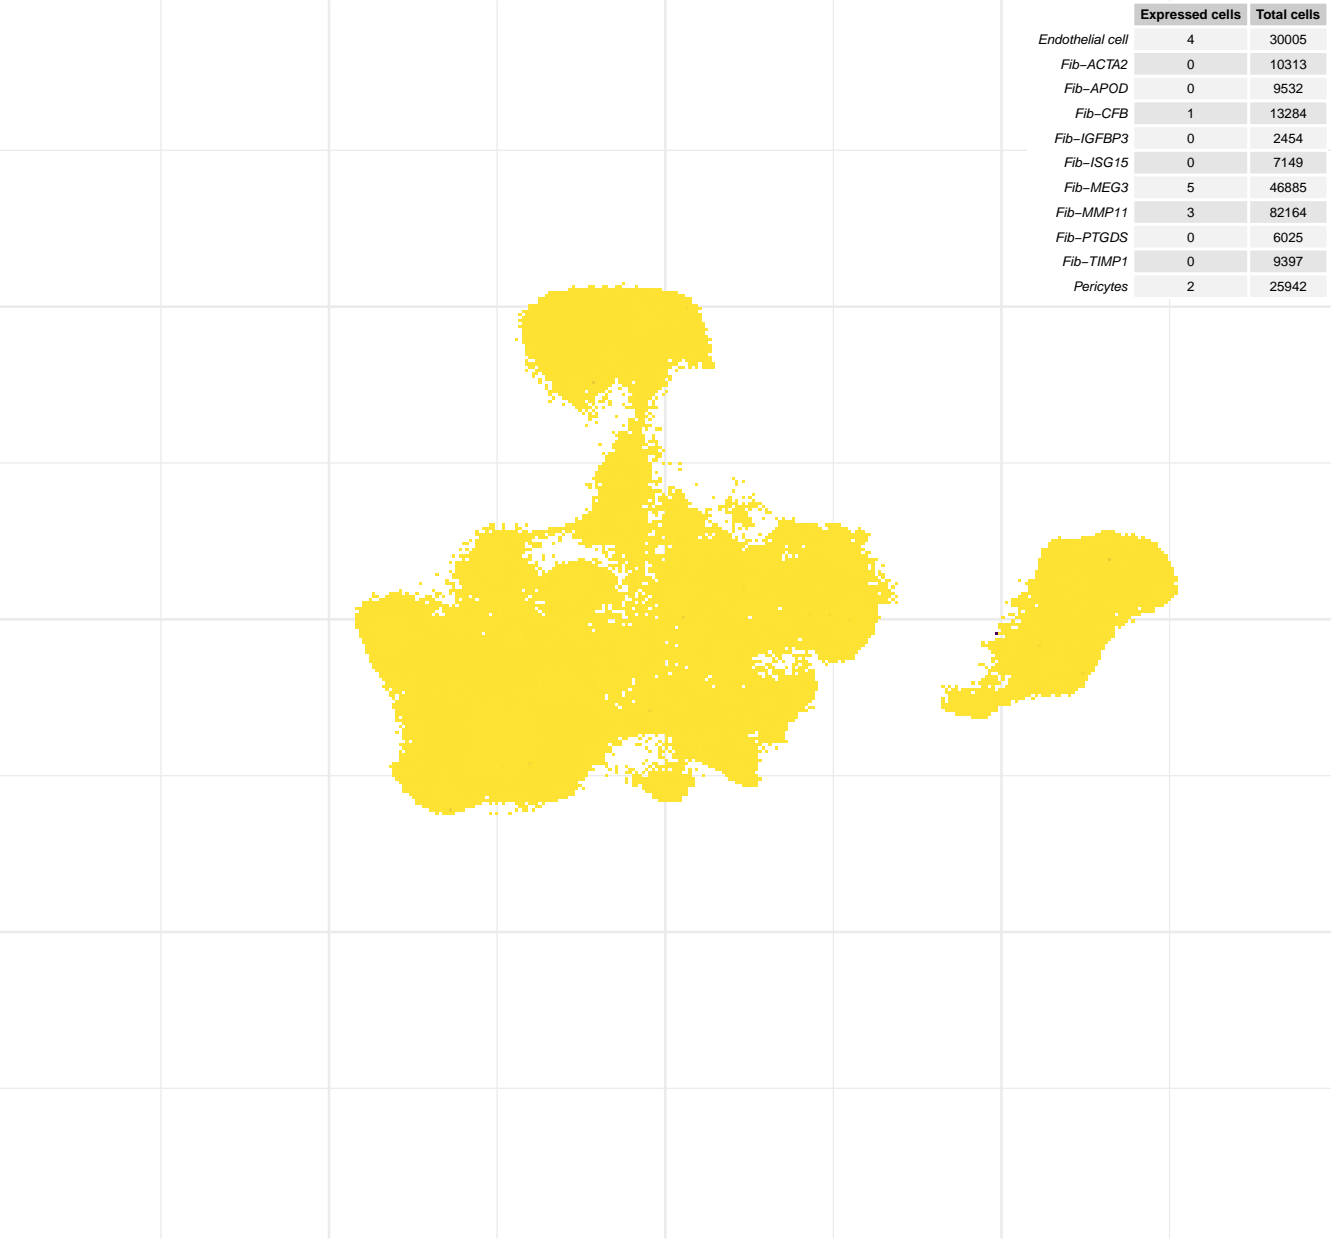 Expressed cells Total cells
Endothelial cell 4 30005
Fib−ACTA2 0 10313
Fib−APOD 0 9532
Fib−CFB 1 13284
Fib−IGFBP3 0 2454
Fib−ISG15 0 7149
Fib−MEG3 5 46885
Fib−MMP11 3 82164
Fib−PTGDS 0 6025
Fib−TIMP1 0 9397
Pericytes 2 25942